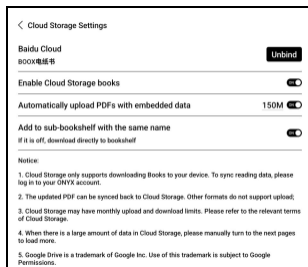 Cloud Storage Settings
Baidu Cloud
BOOX电纸书
Unbind
Enable Cloud Storage books
ON
Automatically upload PDFs with embedded data
150M
ON
Add to sub-bookshelf with the same name
If it is off, download directly to bookshelf
ON
Notice:
1. Cloud Storage only supports downloading Books to your device. To sync reading data, please
log in to your ONYX account.
2. The updated PDF can be synced back to Cloud Storage. Other formats do not support upload;
3. Cloud Storage may have monthly upload and download limits. Please refer to the relevant terms
of Cloud Storage.
4. When there is a large amount of data in Cloud Storage, please manually turn to the next pages
to load more.
5. Google Drive is a trademark of Google Inc. Use of this trademark is subject to Google
Permissions.